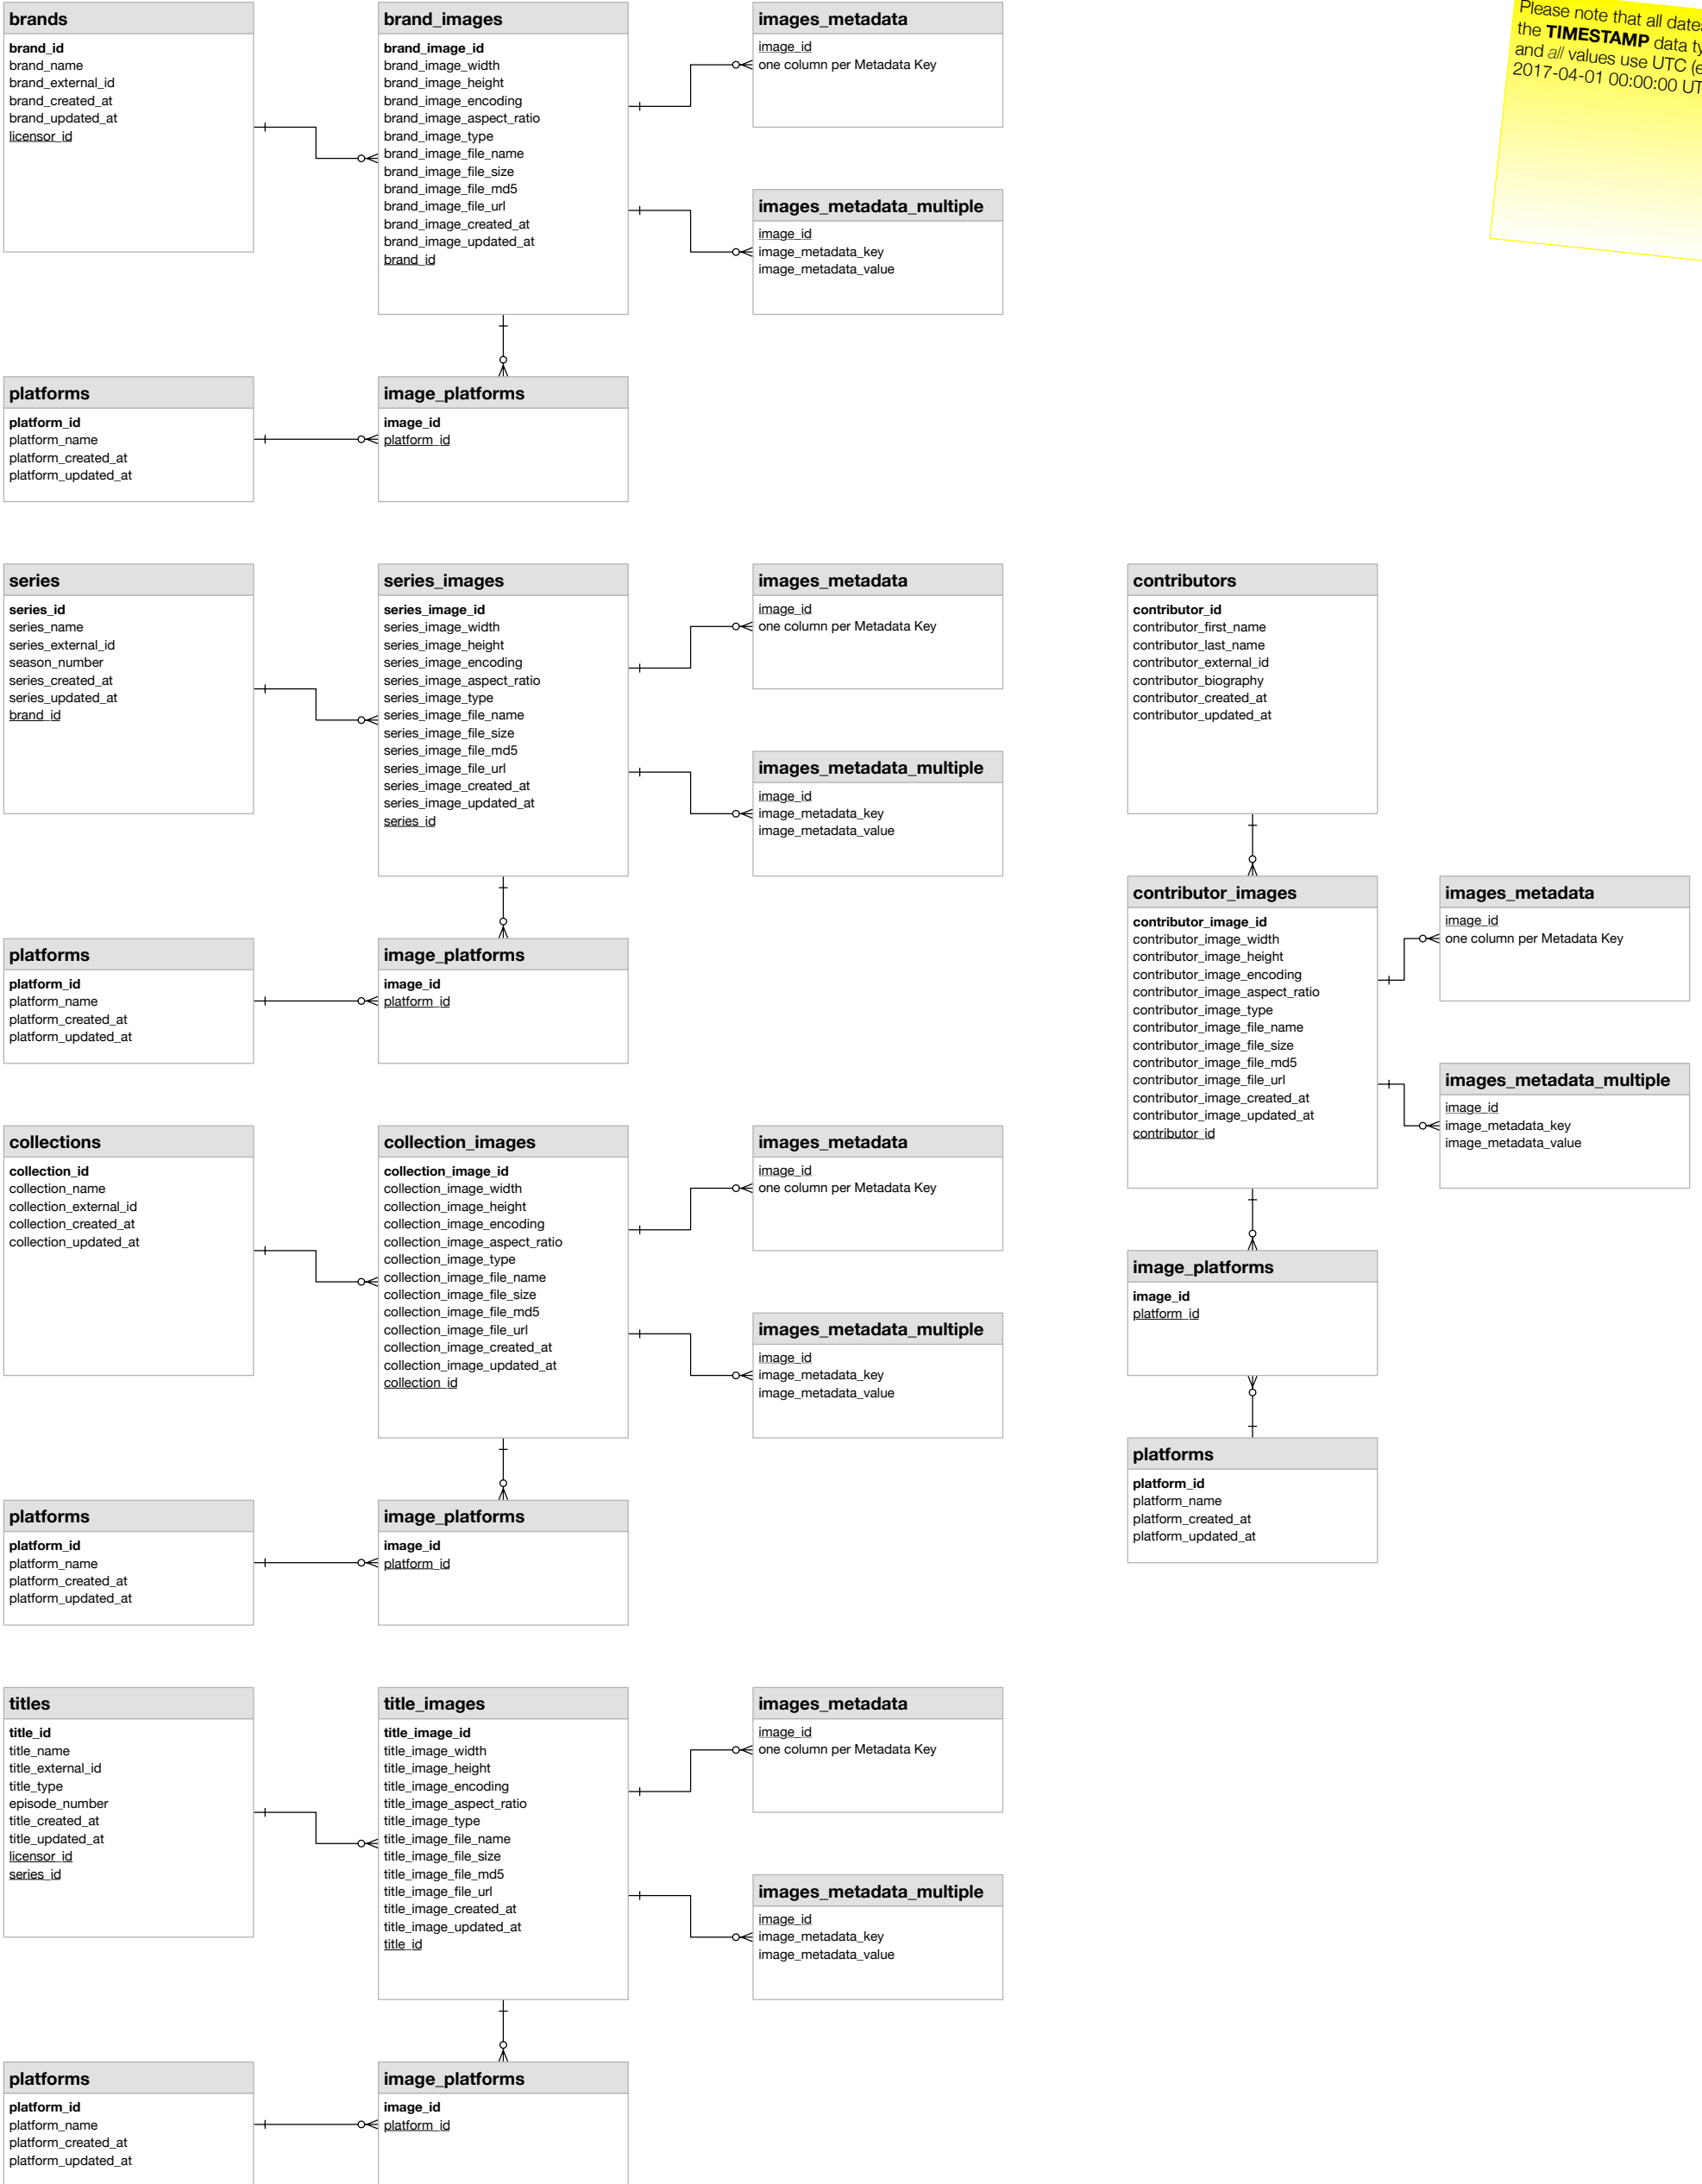 brands
brand_id
brand_name
brand_external_id
brand_created_at
brand_updated_at
licensor_id
brand_images
brand_image_id
brand_image_width
brand_image_height
brand_image_encoding
brand_image_aspect_ratio
brand_image_type
brand_image_file_name
brand_image_file_size
brand_image_file_md5
brand_image_file_url
brand_image_created_at
brand_image_updated_at
brand_id
images_metadata
image_id
one column per Metadata Key
images_metadata_multiple
image_id
image_metadata_key
image_metadata_value
Please note that all dates
the TIMESTAMP data ty
and all values use UTC (e
2017-04-01 00:00:00 UT
platforms
platform_id
platform_name
platform_created_at
platform_updated_at
image_platforms
image_id
platform_id
series
series_id
series_name
series_external_id
season_number
series_created_at
series_updated_at
brand_id
series_images
series_image_id
series_image_width
series_image_height
series_image_encoding
series_image_aspect_ratio
series_image_type
series_image_file_name
series_image_file_size
series_image_file_md5
series_image_file_url
series_image_created_at
series_image_updated_at
series_id
images_metadata
image_id
one column per Metadata Key
images_metadata_multiple
image_id
image_metadata_key
image_metadata_value
contributors
contributor_id
contributor_first_name
contributor_last_name
contributor_external_id
contributor_biography
contributor_created_at
contributor_updated_at
platforms
platform_id
platform_name
platform_created_at
platform_updated_at
image_platforms
image_id
platform_id
contributor_images
contributor_image_id
contributor_image_width
contributor_image_height
contributor_image_encoding
contributor_image_aspect_ratio
contributor_image_type
contributor_image_file_name
contributor_image_file_size
contributor_image_file_md5
contributor_image_file_url
contributor_image_created_at
contributor_image_updated_at
contributor_id
images_metadata
image_id
one column per Metadata Key
images_metadata_multiple
image_id
image_metadata_key
image_metadata_value
collections
collection_id
collection_name
collection_external_id
collection_created_at
collection_updated_at
collection_images
collection_image_id
collection_image_width
collection_image_height
collection_image_encoding
collection_image_aspect_ratio
collection_image_type
collection_image_file_name
collection_image_file_size
collection_image_file_md5
collection_image_file_url
collection_image_created_at
collection_image_updated_at
collection_id
images_metadata
image_id
one column per Metadata Key
images_metadata_multiple
image_id
image_metadata_key
image_metadata_value
image_platforms
image_id
platform_id
platforms
platform_id
platform_name
platform_created_at
platform_updated_at
platforms
platform_id
platform_name
platform_created_at
platform_updated_at
image_platforms
image_id
platform_id
titles
title_id
title_name
title_external_id
title_type
episode_number
title_created_at
title_updated_at
licensor_id
series_id
title_images
title_image_id
title_image_width
title_image_height
title_image_encoding
title_image_aspect_ratio
title_image_type
title_image_file_name
title_image_file_size
title_image_file_md5
title_image_file_url
title_image_created_at
title_image_updated_at
title_id
images_metadata
image_id
one column per Metadata Key
images_metadata_multiple
image_id
image_metadata_key
image_metadata_value
platforms
platform_id
platform_name
platform_created_at
platform_updated_at
image_platforms
image_id
platform_id